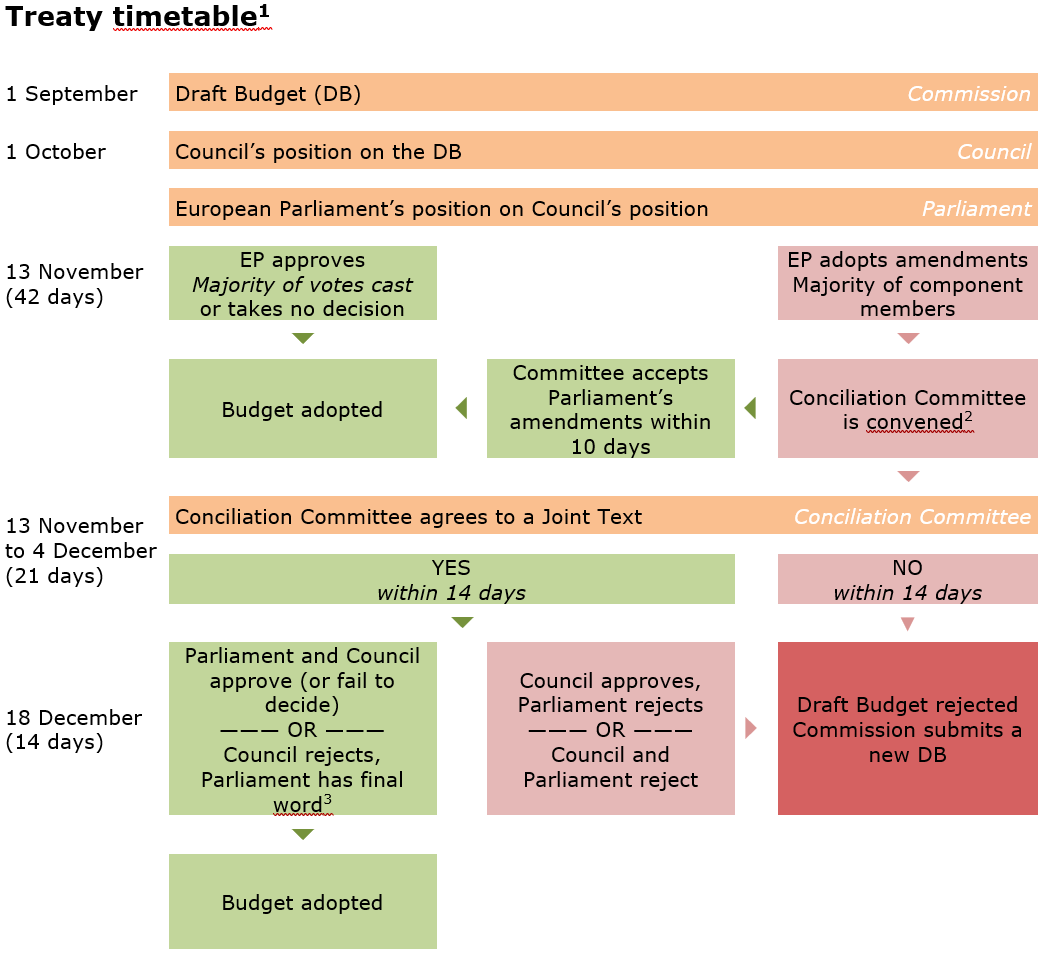 Treaty timetable¹
1 September
Draft Budget (DB)
Commission
1 October
Council’s position on the DB
Council
European Parliament’s position on Council’s position
Parliament
13 November
(42 days)
EP approves
Majority of votes cast
or takes no decision
EP adopts amendments
Majority of component
members
Budget adopted
Committee accepts
Parliament’s
amendments within
10 days
Conciliation Committee
is convened²
13 November
to 4 December
(21 days)
Conciliation Committee agrees to a Joint Text
Conciliation Committee
YES
within 14 days
NO
within 14 days
18 December
(14 days)
Parliament and Council
approve (or fail to
decide)
——— OR ———
Council rejects,
Parliament has final
word³
Council approves,
Parliament rejects
——— OR ———
Council and
Parliament reject
Draft Budget rejected
Commission submits a
new DB
Budget adopted